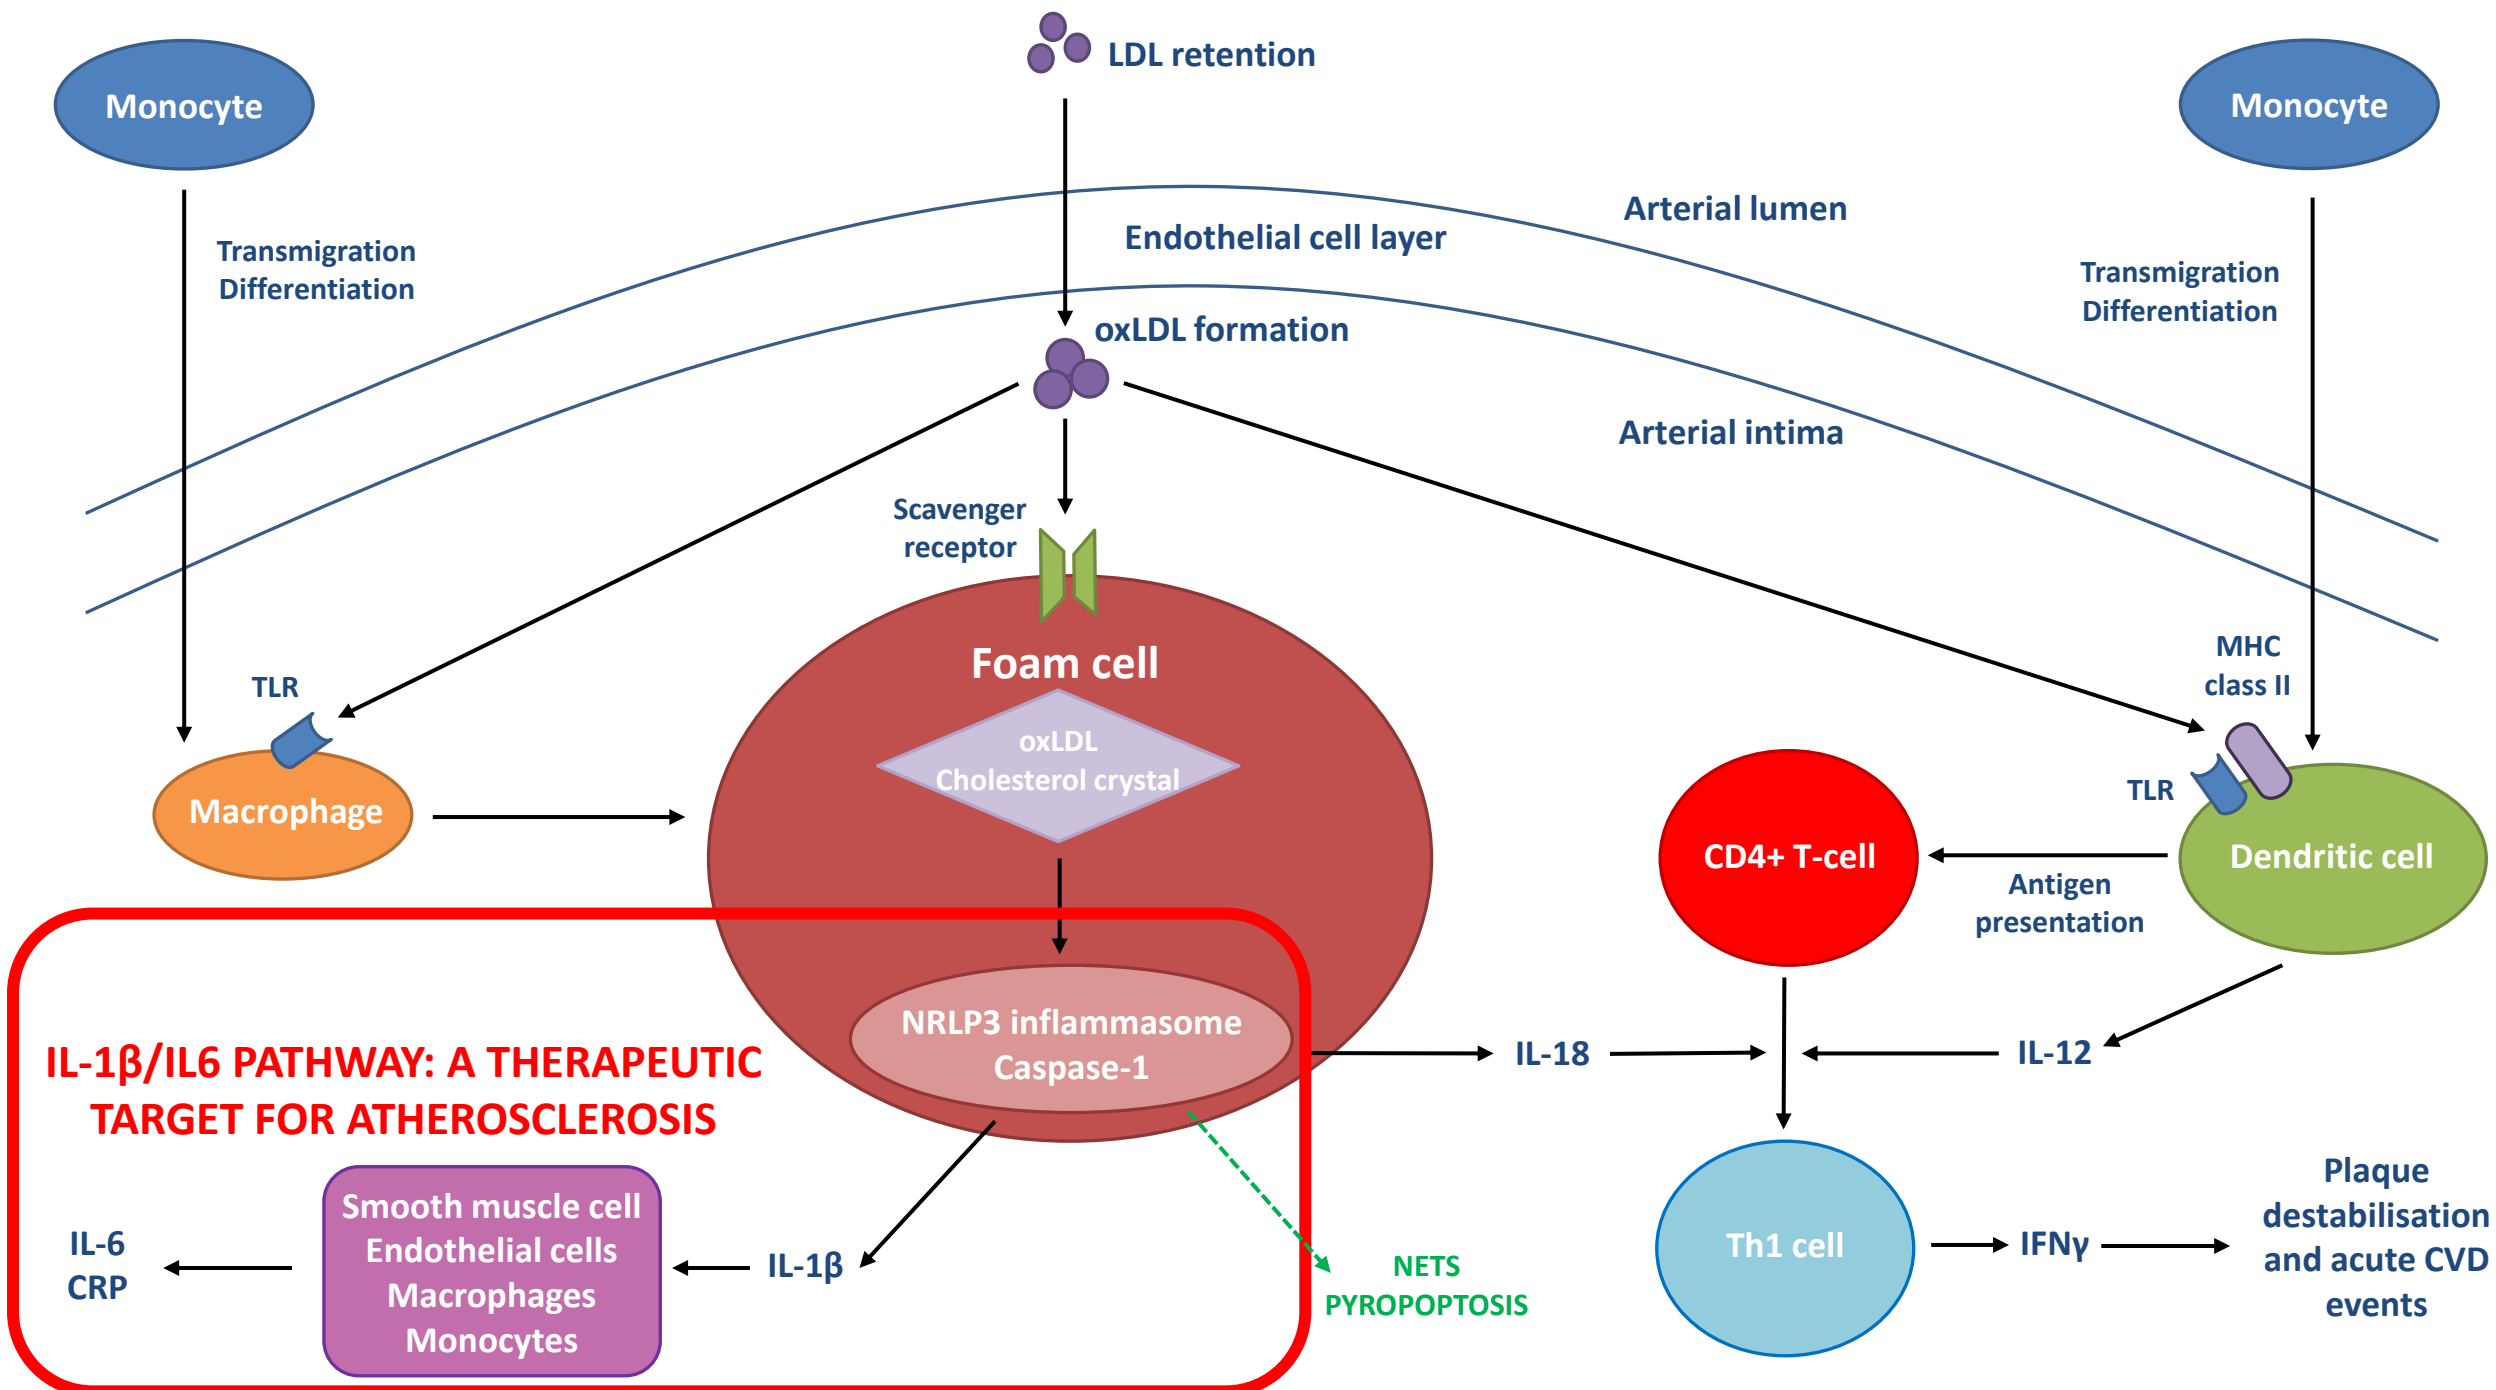 LDL retention
Monocyte
Monocyte
Arterial lumen
Endothelial cell layer
Transmigration
Differentiation
Transmigration
Differentiation
oxLDL formation
Arterial intima
Scavenger
receptor
MHC
class II
TLR
Foam cell
oxLDL
Cholesterol crystal
TLR
Macrophage
CD4+ T-cell
Dendritic cell
Antigen
presentation
NRLP3 inflammasome
Caspase-1
IL-18
IL-12
IL-1β/IL6 PATHWAY: A THERAPEUTIC
TARGET FOR ATHEROSCLEROSIS
Smooth muscle cell
Endothelial cells
Macrophages
Monocytes
IL-6
CRP
IL-1β
NETS
PYROPOPTOSIS
Th1 cell
IFNγ
Plaque
destabilisation
and acute CVD
events